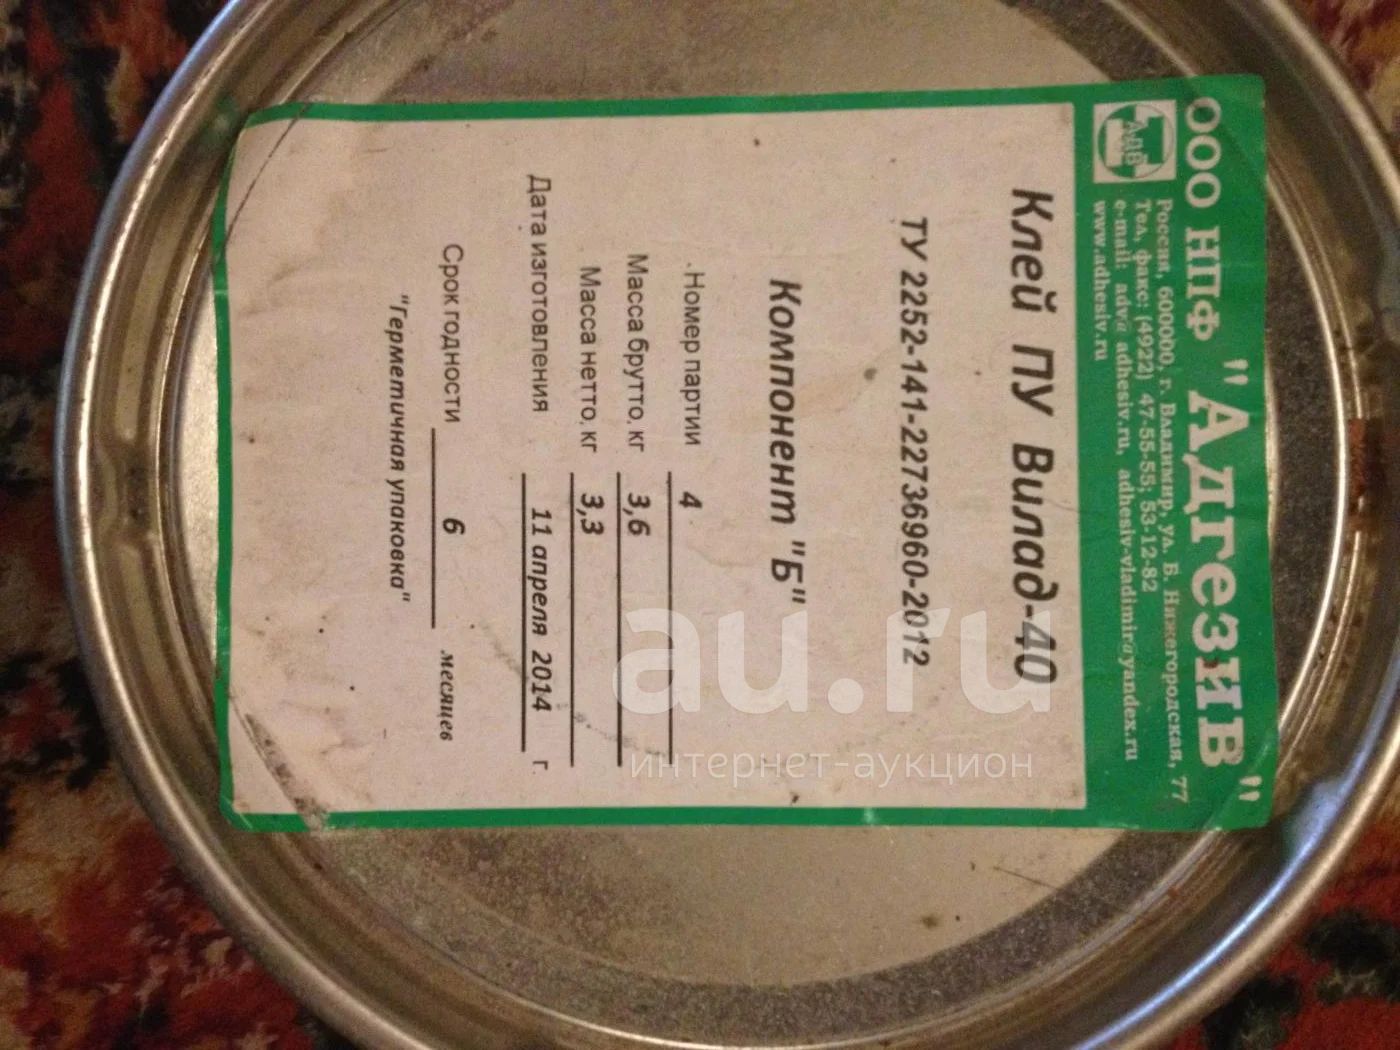 ООО НПФ "Адгезив"
АДВ
Россия, 600000, г. Владимир, ул. Б. Нижегородская, 77
Тел. факс: (4922) 47-55-55; 53-12-82
e-mail: adv@adhesiv.ru, adhesiv-vladimir@yandex.ru
www.adhesiv.ru
Клей ПУ Вилад-40
ТУ 2252-141-22736960-2012
Компонент "Б"
Номер партии 4
Масса брутто, кг 3,6
Масса нетто, кг 3,3
Дата изготовления 11 апреля 2014 г.
Срок годности 6 месяцев
"Герметичная упаковка"
au.ru
интернет-аукцион